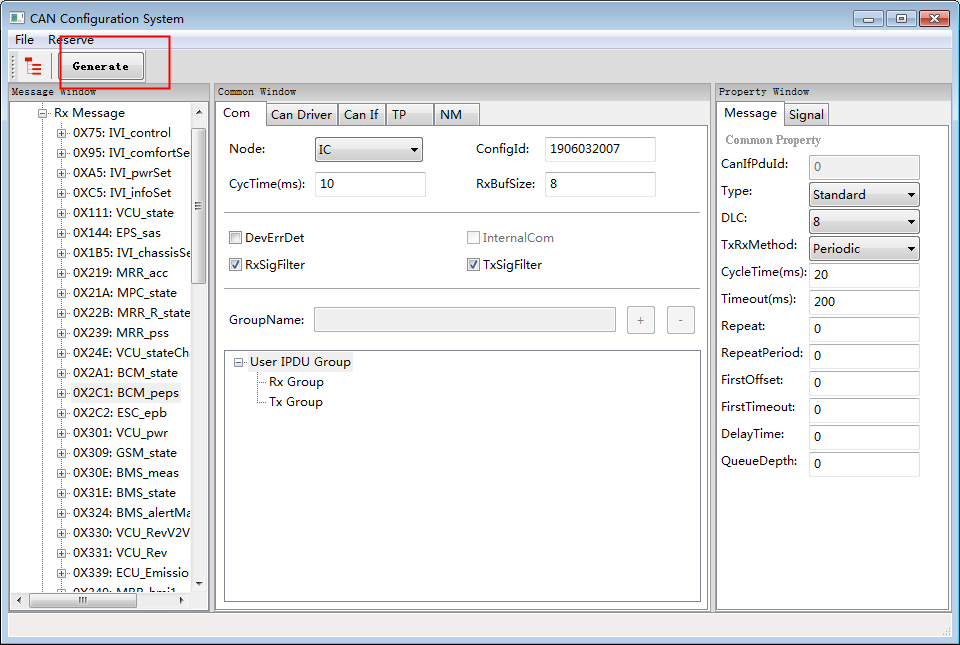 CAN Configuration System
File Reserve
Generate
Message Window
Rx Message
0X75: IVI_control
0X95: IVI_comfortSe
0XA5: IVI_pwrSet
0XC5: IVI_infoSet
0X111: VCU_state
0X144: EPS_sas
0X1B5: IVI_chassisSe
0X219: MRR_acc
0X21A: MPC_state
0X22B: MRR_R_state
0X239: MRR_pss
0X24E: VCU_stateCh
0X2A1: BCM_state
0X2C1: BCM_peps
0X2C2: ESC_epb
0X301: VCU_pwr
0X309: GSM_state
0X30E: BMS_meas
0X31E: BMS_state
0X324: BMS_alertMa
0X330: VCU_RevV2V
0X331: VCU_Rev
0X339: ECU_Emissio
Common Window
Com Can Driver Can If TP NM
Node: IC ConfigId: 1906032007
CycTime(ms): 10 RxBufSize: 8
DevErrDet InternalCom
RxSigFilter TxSigFilter
GroupName: + -
User IPDU Group
Rx Group
Tx Group
Property Window
Message Signal
Common Property
CanIfPduId: 0
Type: Standard
DLC: 8
TxRxMethod: Periodic
CycleTime(ms): 20
Timeout(ms): 200
Repeat: 0
RepeatPeriod: 0
FirstOffset: 0
FirstTimeout: 0
DelayTime: 0
QueueDepth: 0